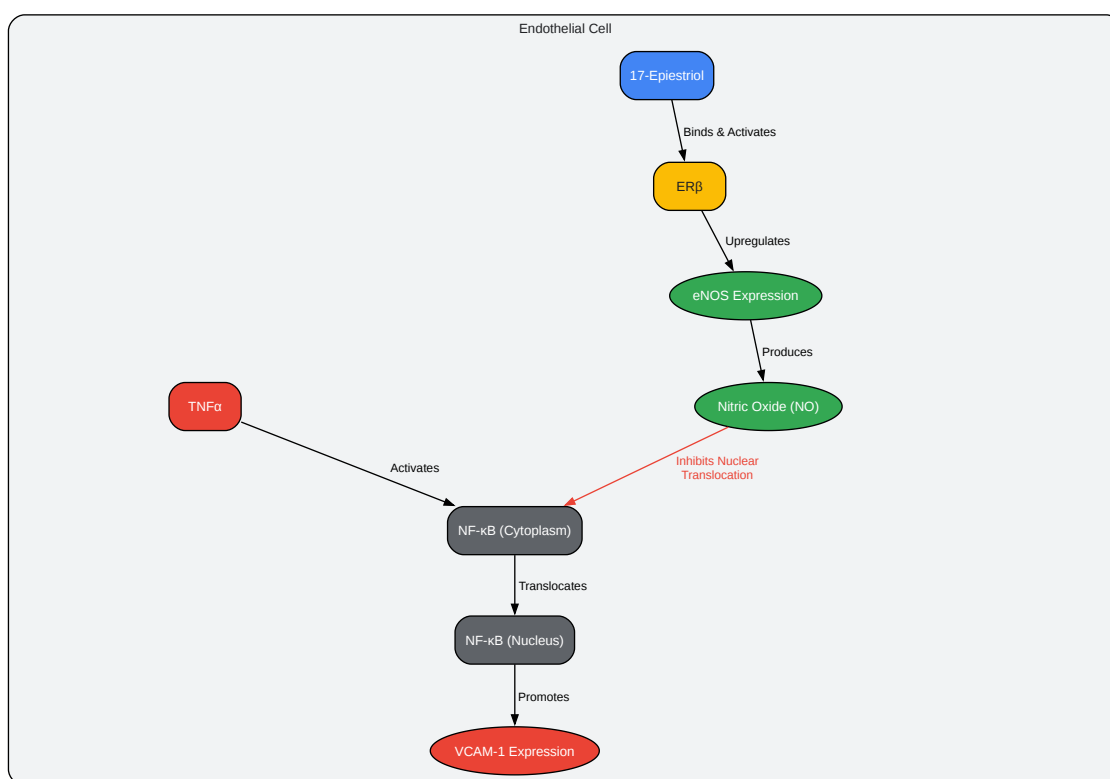 Endothelial Cell
17-Epiestriol
Binds & Activates
ERβ
Upregulates
eNOS Expression
Produces
TNFα
Nitric Oxide (NO)
Activates
Inhibits Nuclear
Translocation
NF-κB (Cytoplasm)
Translocates
NF-κB (Nucleus)
Promotes
VCAM-1 Expression